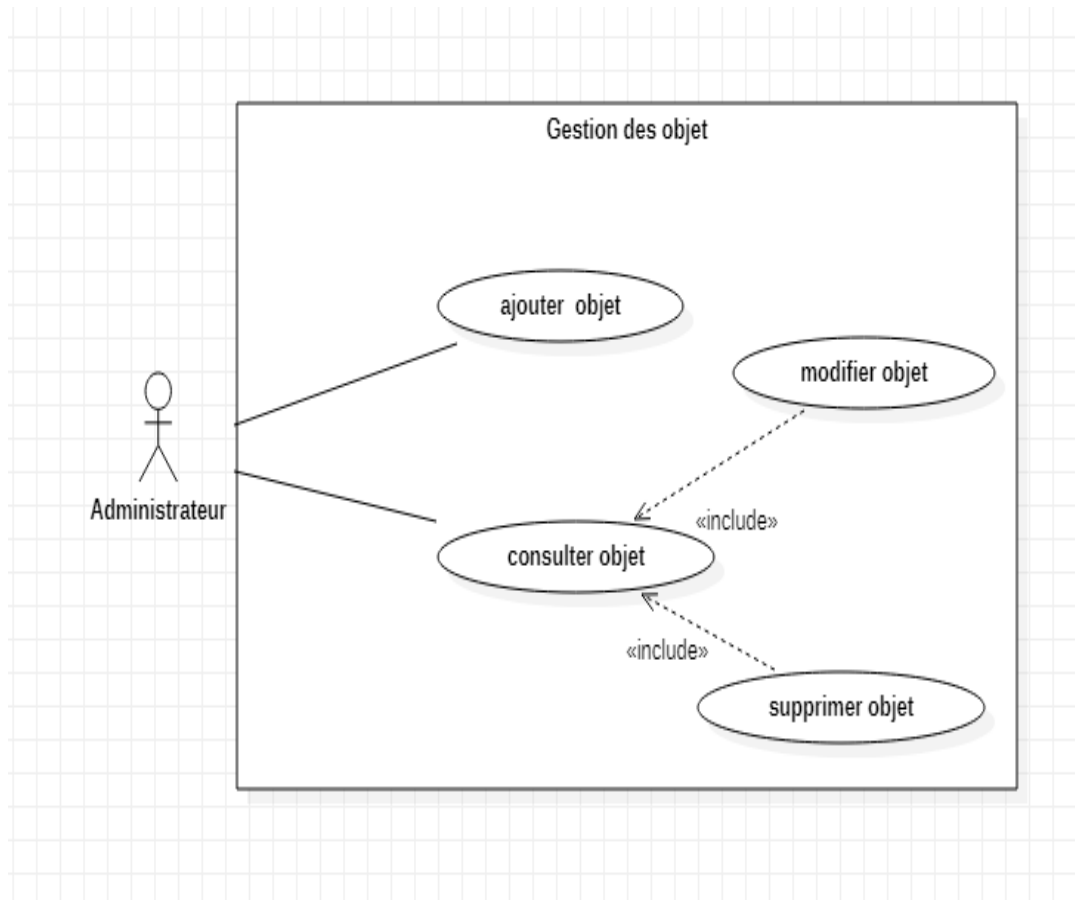 Gestion des objet
ajouter objet
modifier objet
Administrateur
«include»
consulter objet
«include»
supprimer objet